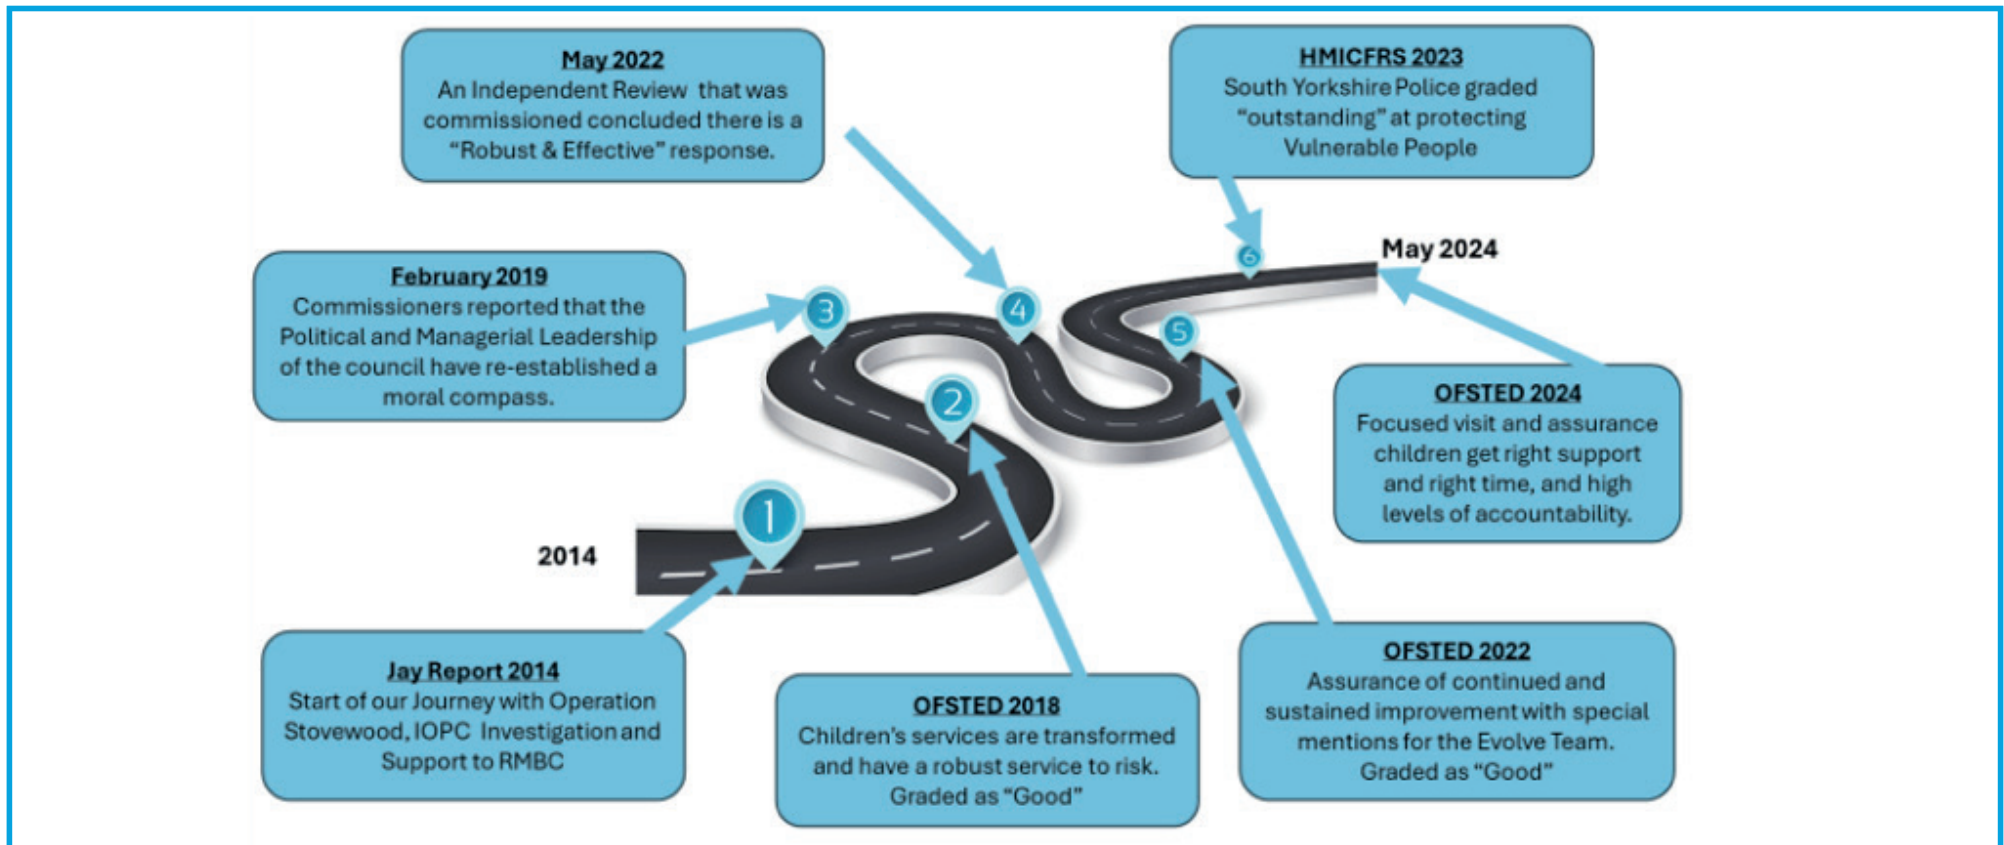 May 2022
An Independent Review that was
commissioned concluded there is a
“Robust & Effective” response.
HMICFRS 2023
South Yorkshire Police graded
“outstanding” at protecting
Vulnerable People
February 2019
Commissioners reported that the
Political and Managerial Leadership
of the council have re-established a
moral compass.
3
4
6
May 2024
5
2
OFSTED 2024
Focused visit and assurance
children get right support
and right time, and high
levels of accountability.
1
2014
Jay Report 2014
Start of our Journey with Operation
Stovewood, IOPC Investigation and
Support to RMBC
OFSTED 2018
Children’s services are transformed
and have a robust service to risk.
Graded as “Good”
OFSTED 2022
Assurance of continued and
sustained improvement with special
mentions for the Evolve Team.
Graded as “Good”